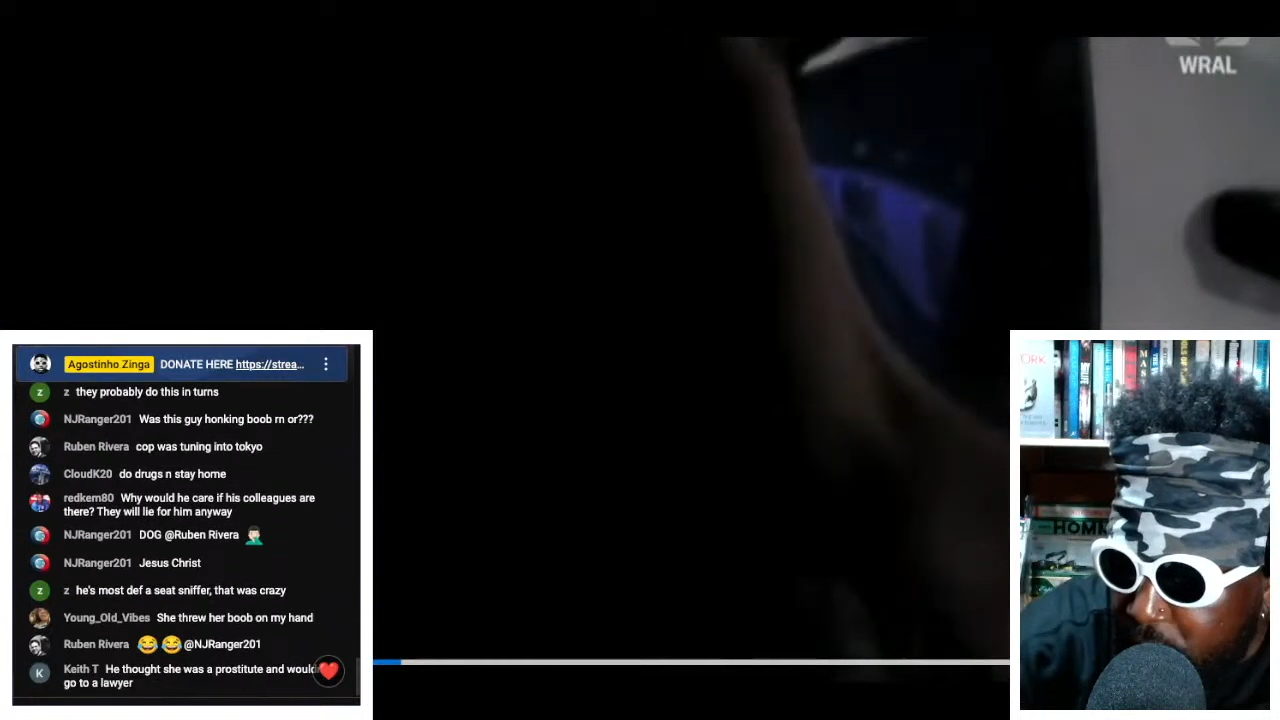 WRAL
Agostinho Zinga DONATE HERE https://strea...
z they probably do this in turns
NJRanger201 Was this guy honking boob rn or???
Ruben Rivera cop was tuning into tokyo
CloudK20 do drugs n stay home
redkem80 Why would he care if his colleagues are
there? They will lie for him anyway
NJRanger201 DOG @Ruben Rivera
NJRanger201 Jesus Christ
z he's most def a seat sniffer, that was crazy
Young_Old_Vibes She threw her boob on my hand
Ruben Rivera @NJRanger201
Keith T He thought she was a prostitute and would
go to a lawyer
ORK
MAS
HOM